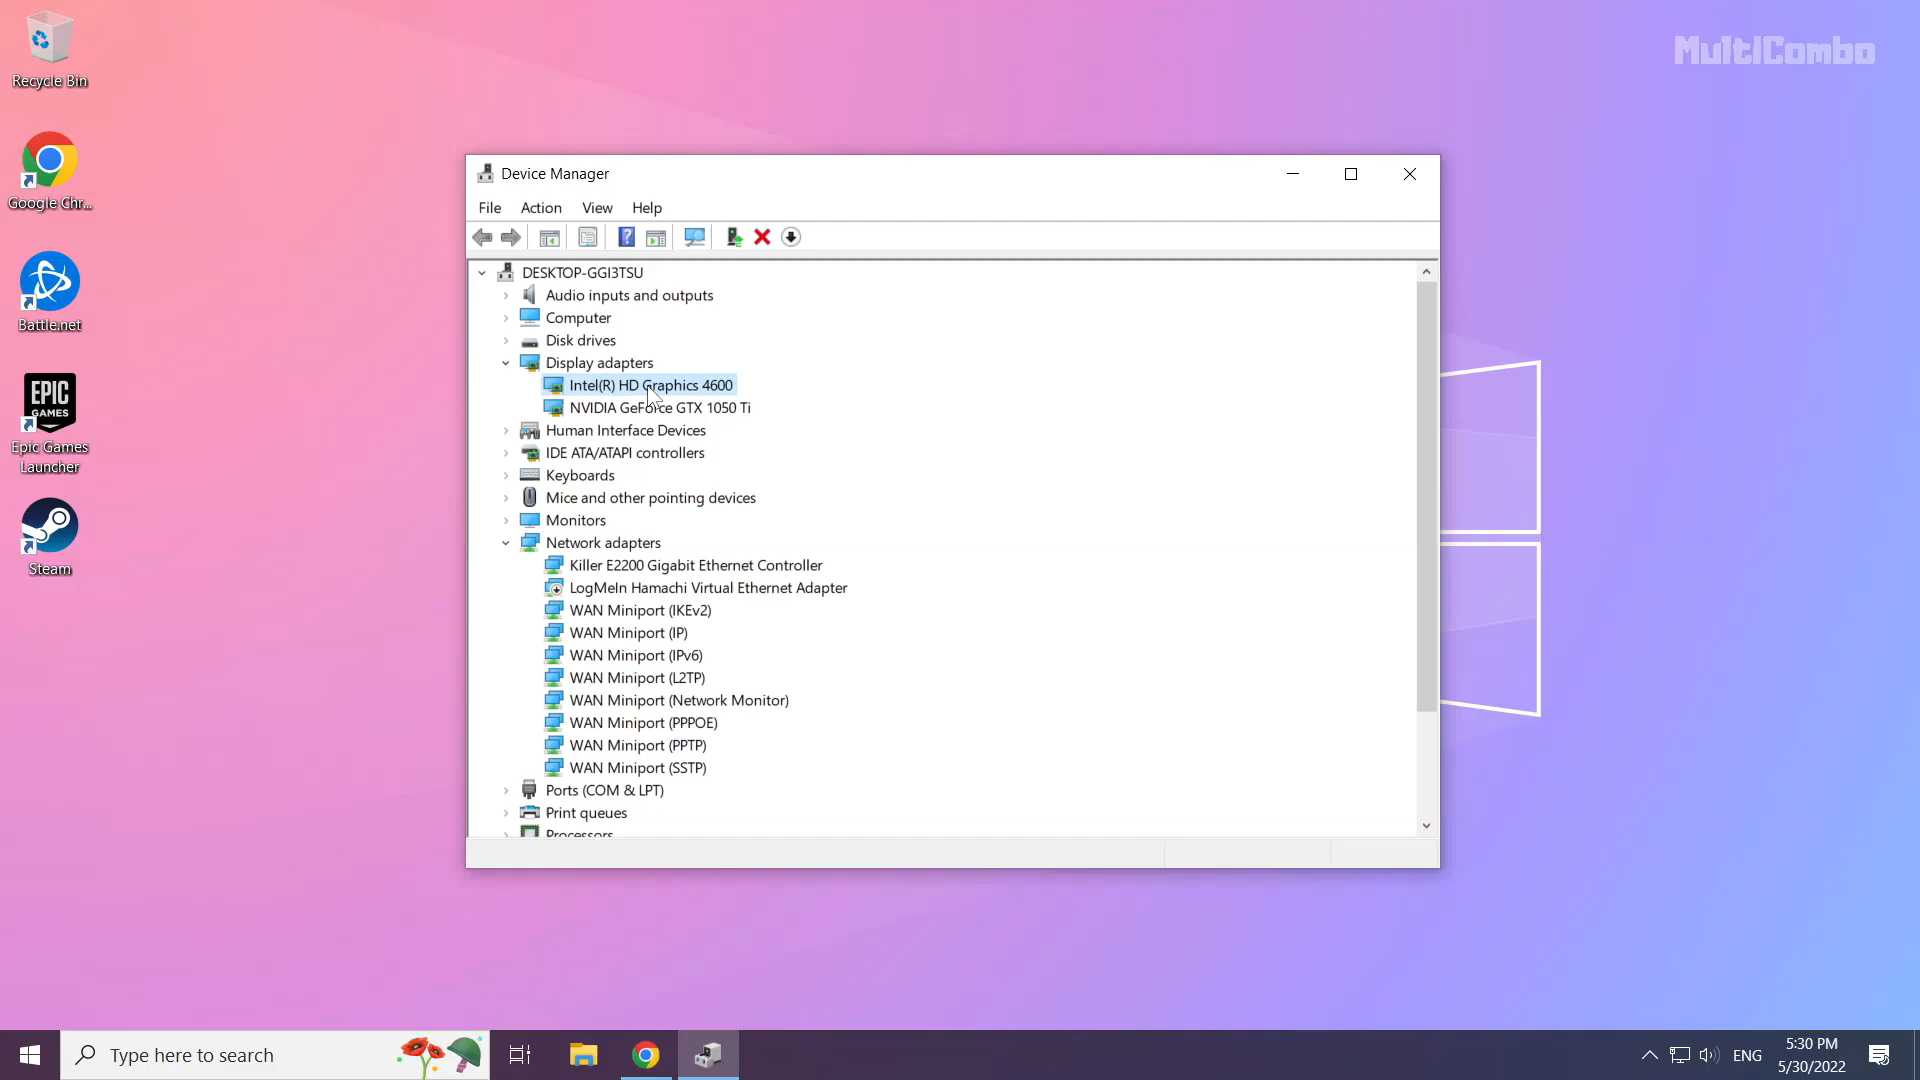 MultiCombo
Recycle Bin
Google Chr...
Battle.net
EPIC
GAMES
Epic Games
Launcher
Steam
Device Manager
File Action View Help
DESKTOP-GGI3TSU
Audio inputs and outputs
Computer
Disk drives
Display adapters
Intel(R) HD Graphics 4600
NVIDIA GeForce GTX 1050 Ti
Human Interface Devices
IDE ATA/ATAPI controllers
Keyboards
Mice and other pointing devices
Monitors
Network adapters
Killer E2200 Gigabit Ethernet Controller
LogMeIn Hamachi Virtual Ethernet Adapter
WAN Miniport (IKEv2)
WAN Miniport (IP)
WAN Miniport (IPv6)
WAN Miniport (L2TP)
WAN Miniport (Network Monitor)
WAN Miniport (PPPOE)
WAN Miniport (PPTP)
WAN Miniport (SSTP)
Ports (COM & LPT)
Print queues
Processors
Type here to search
ENG
5:30 PM
5/30/2022